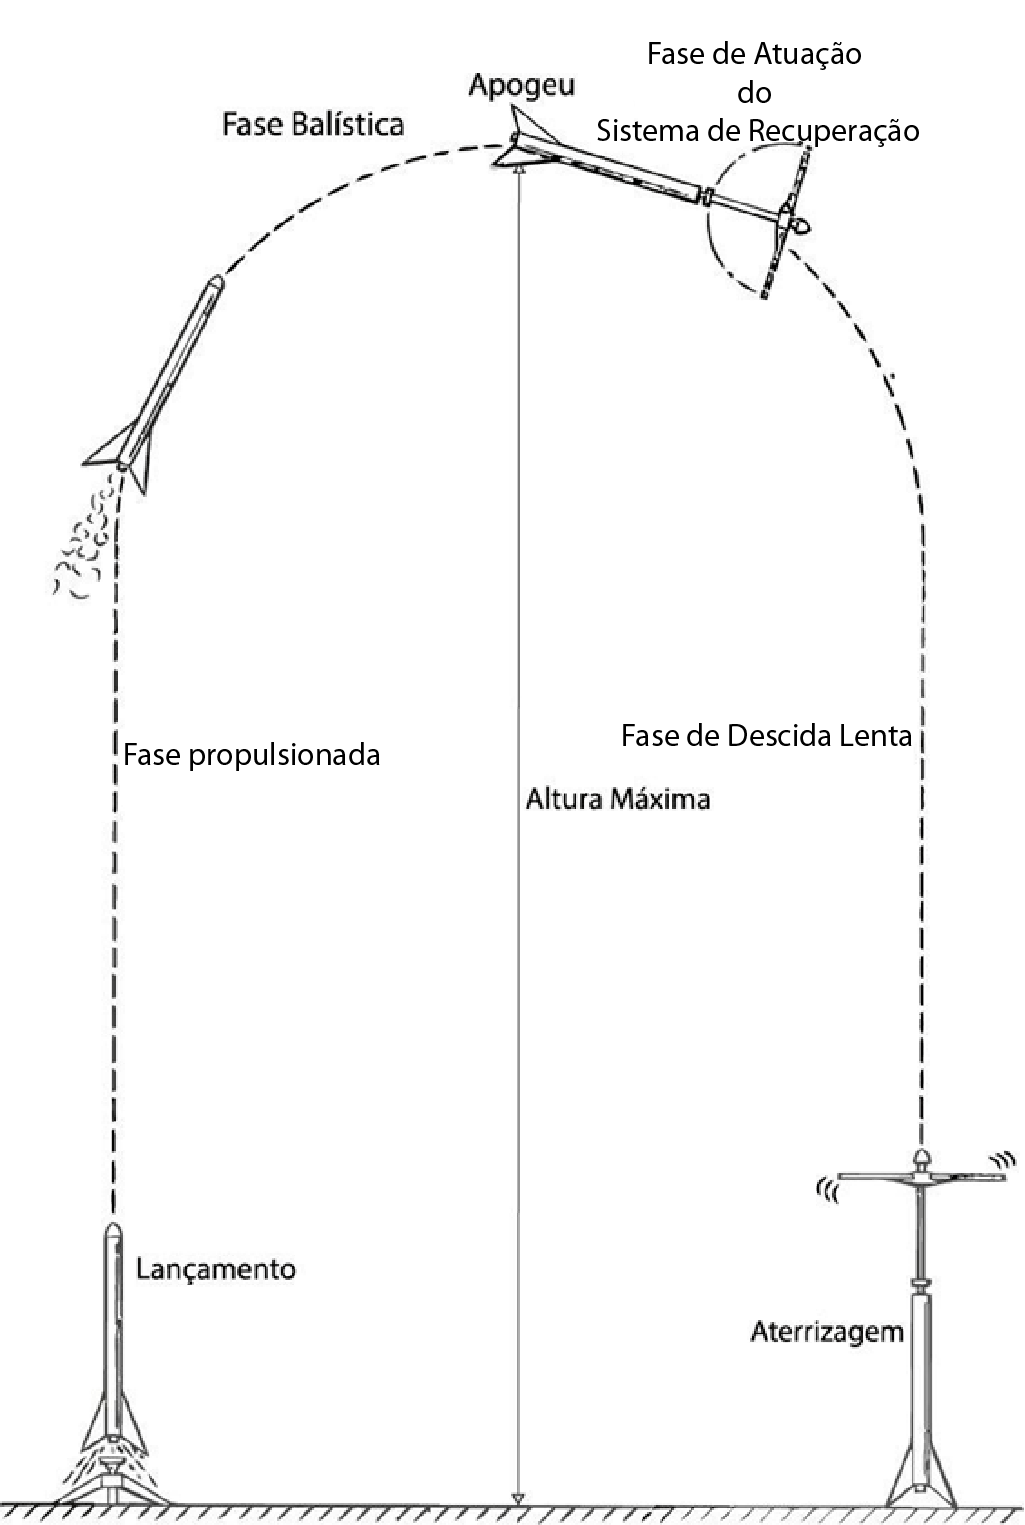 Fase de Atuação
do
Sistema de Recuperação
Apogeu
Fase Balística
Fase propulsionada
Fase de Descida Lenta
Altura Máxima
Lançamento
Aterrizagem